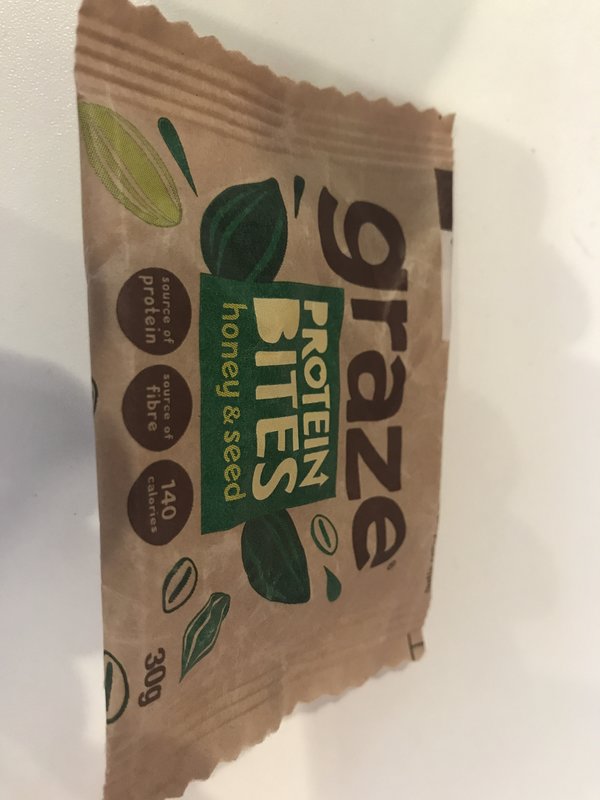 graze
PROTEIN
BITES
honey & seed
source of
protein
source of
fibre
140
calories
30g